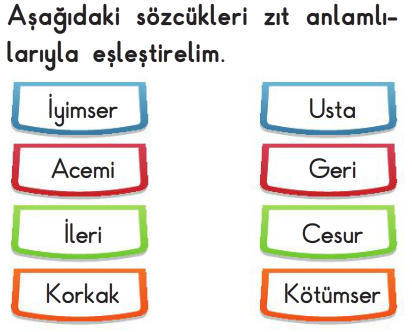 Aşağıdaki sözcükleri zıt anlamlı-
larıyla eşleştirelim.
İyimser Usta
Acemi Geri
İleri Cesur
Korkak Kötümser